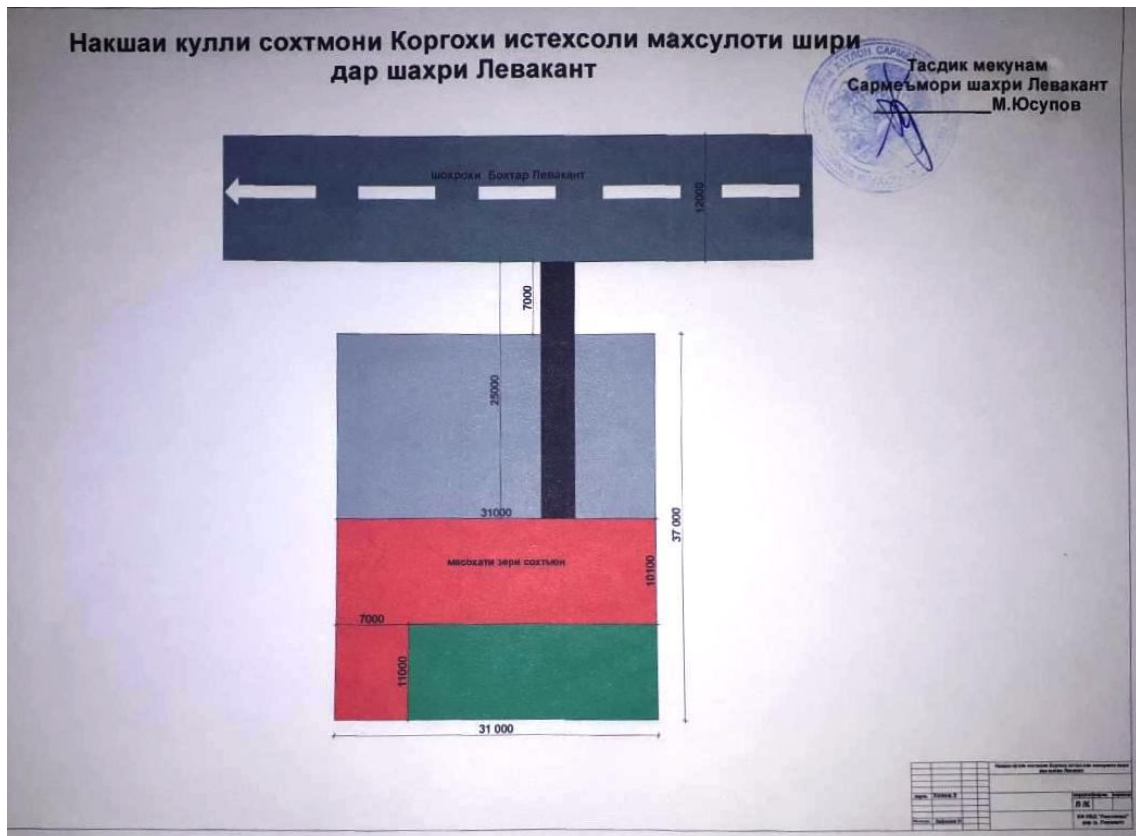 Накшаи кулли сохтмони Коргохи истехсоли махсулоти шири
дар шахри Левакант
Тасдик мекунам
Сармеъмори шахри Левакант
М.Юсупов
шохрохи Бохтар Левакант
12000
7000
25000
31000
37 000
масохати зери сохтмон
10100
7000
11000
31 000